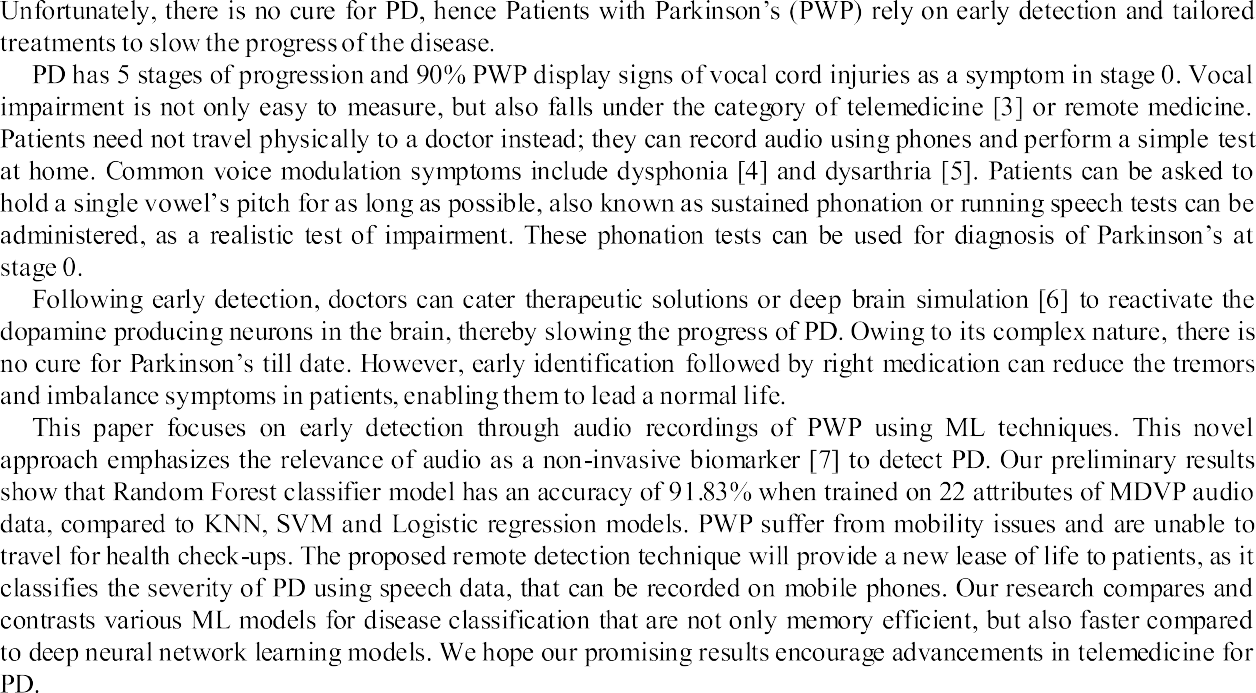 Unfortunately, there is no cure for PD, hence Patients with Parkinson's (PWP) rely on early detection and tailored
treatments to slow the progress of the disease.
PD has 5 stages of progression and 90% PWP display signs of vocal cord injuries as a symptom in stage 0. Vocal
impairment is not only easy to measure, but also falls under the category of telemedicine [3] or remote medicine.
Patients need not travel physically to a doctor instead; they can record audio using phones and perform a simple test
at home. Common voice modulation symptoms include dysphonia [4] and dysarthria [5]. Patients can be asked to
hold a single vowel's pitch for as long as possible, also known as sustained phonation or running speech tests can be
administered, as a realistic test of impairment. These phonation tests can be used for diagnosis of Parkinson's at
stage 0.
Following early detection, doctors can cater therapeutic solutions or deep brain simulation [6] to reactivate the
dopamine producing neurons in the brain, thereby slowing the progress of PD. Owing to its complex nature, there is
no cure for Parkinson's till date. However, early identification followed by right medication can reduce the tremors
and imbalance symptoms in patients, enabling them to lead a normal life.
This paper focuses on early detection through audio recordings of PWP using ML techniques. This novel
approach emphasizes the relevance of audio as a non-invasive biomarker [7] to detect PD. Our preliminary results
show that Random Forest classifier model has an accuracy of 91.83% when trained on 22 attributes of MDVP audio
data, compared to KNN, SVM and Logistic regression models. PWP suffer from mobility issues and are unable to
travel for health check-ups. The proposed remote detection technique will provide a new lease of life to patients, as it
classifies the severity of PD using speech data, that can be recorded on mobile phones. Our research compares and
contrasts various ML models for disease classification that are not only memory efficient, but also faster compared
to deep neural network learning models. We hope our promising results encourage advancements in telemedicine for
PD.